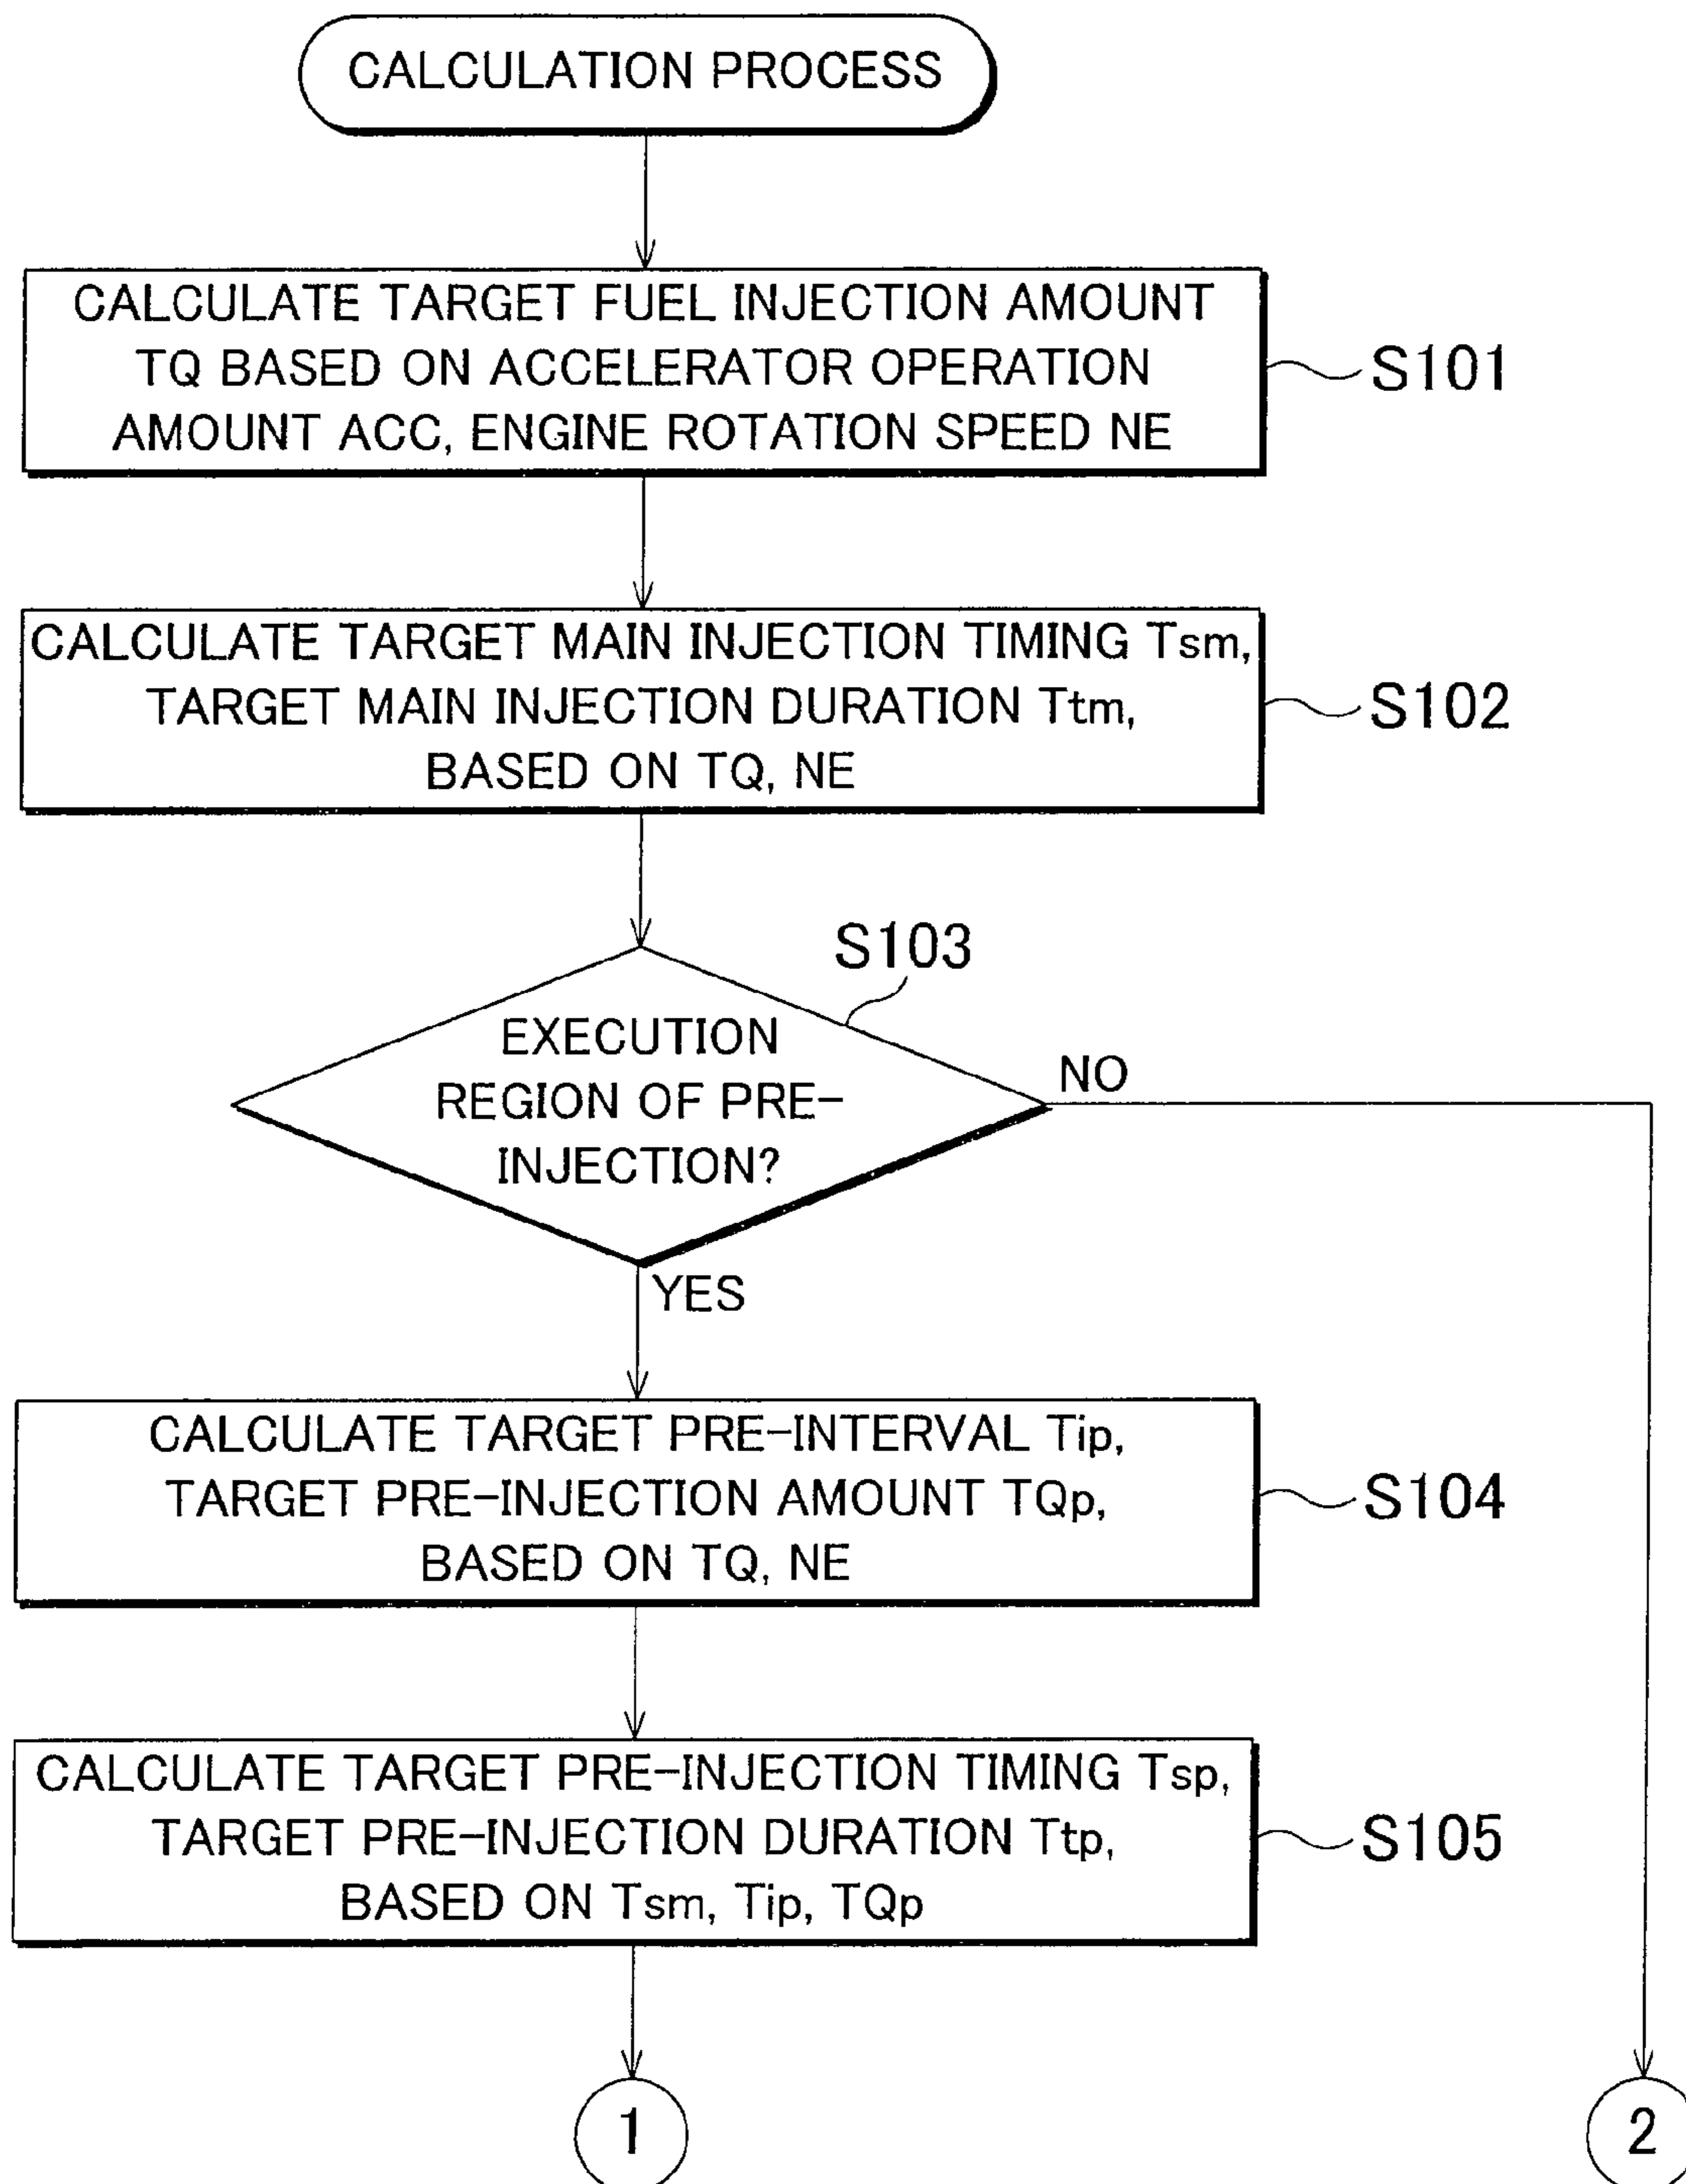 CALCULATION PROCESS
CALCULATE TARGET FUEL INJECTION AMOUNT
TQ BASED ON ACCELERATOR OPERATION
AMOUNT ACC, ENGINE ROTATION SPEED NE
S101
CALCULATE TARGET MAIN INJECTION TIMING Tsm,
TARGET MAIN INJECTION DURATION Ttm,
BASED ON TQ, NE
S102
S103
EXECUTION
REGION OF PRE-
INJECTION?
NO
YES
CALCULATE TARGET PRE-INTERVAL Tip,
TARGET PRE-INJECTION AMOUNT TQp,
BASED ON TQ, NE
S104
CALCULATE TARGET PRE-INJECTION TIMING Tsp,
TARGET PRE-INJECTION DURATION Ttp,
BASED ON Tsm, Tip, TQp
S105
1
2